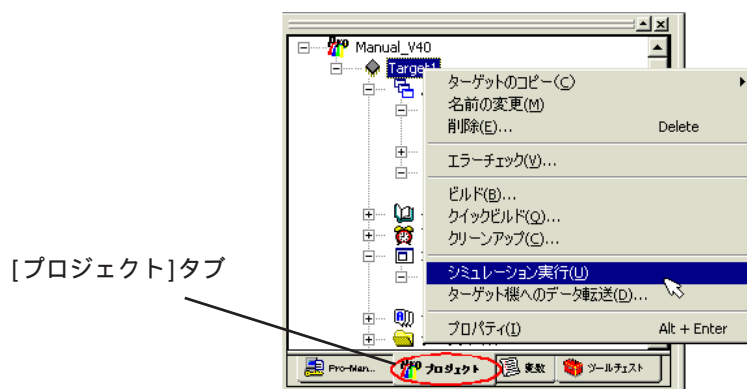 Manual_V40
Target1
ターゲットのコピー(C)
名前の変更(M)
削除(E)... Delete
エラーチェック(V)...
ビルド(B)...
クイックビルド(Q)...
クリーンアップ(C)...
シミュレーション実行(U)
ターゲット機へのデータ転送(D)...
プロパティ(I) Alt + Enter
[プロジェクト]タブ
Pro-Man... プロジェクト 変数 ツールチェスト